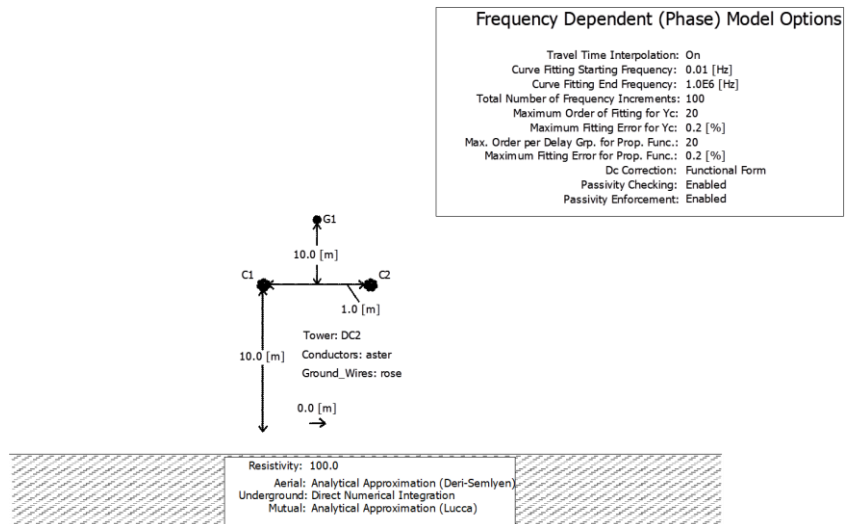 Frequency Dependent (Phase) Model Options
Travel Time Interpolation: On
Curve Fitting Starting Frequency: 0.01 [Hz]
Curve Fitting End Frequency: 1.0E6 [Hz]
Total Number of Frequency Increments: 100
Maximum Order of Fitting for Yc: 20
Maximum Fitting Error for Yc: 0.2 [%]
Max. Order per Delay Grp. for Prop. Func.: 20
Maximum Fitting Error for Prop. Func.: 0.2 [%]
Dc Correction: Functional Form
Passivity Checking: Enabled
Passivity Enforcement: Enabled
G1
10.0 [m]
C1
C2
1.0 [m]
Tower: DC2
10.0 [m]
Conductors: aster
Ground_Wires: rose
0.0 [m]
Resistivity: 100.0
Aerial: Analytical Approximation (Deri-Semlyen)
Underground: Direct Numerical Integration
Mutual: Analytical Approximation (Lucca)